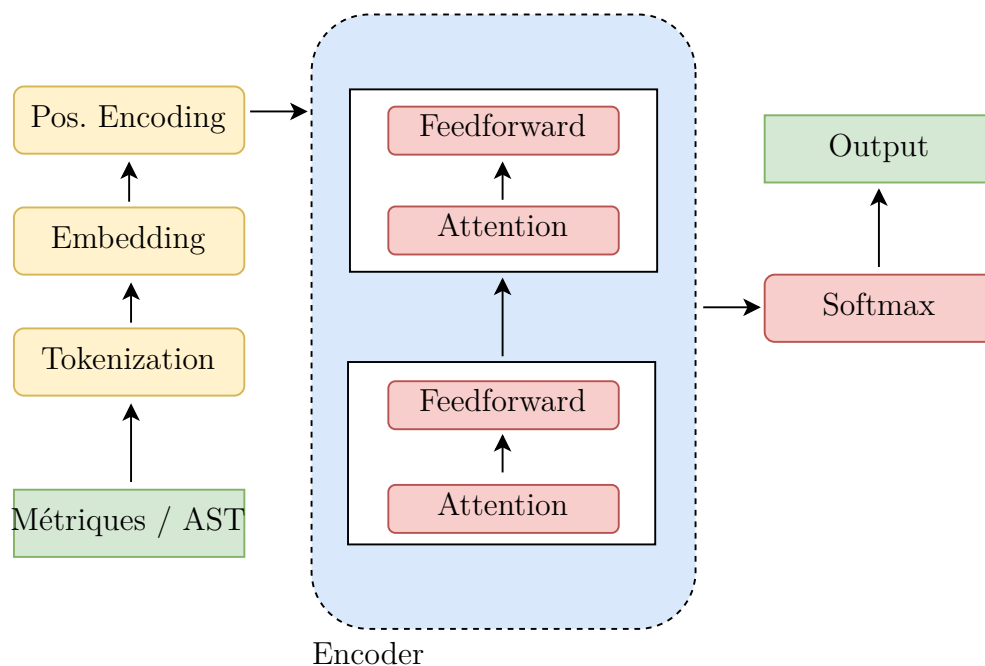 Pos. Encoding
Embedding
Tokenization
Métriques / AST
Feedforward
Attention
Feedforward
Attention
Encoder
Output
Softmax